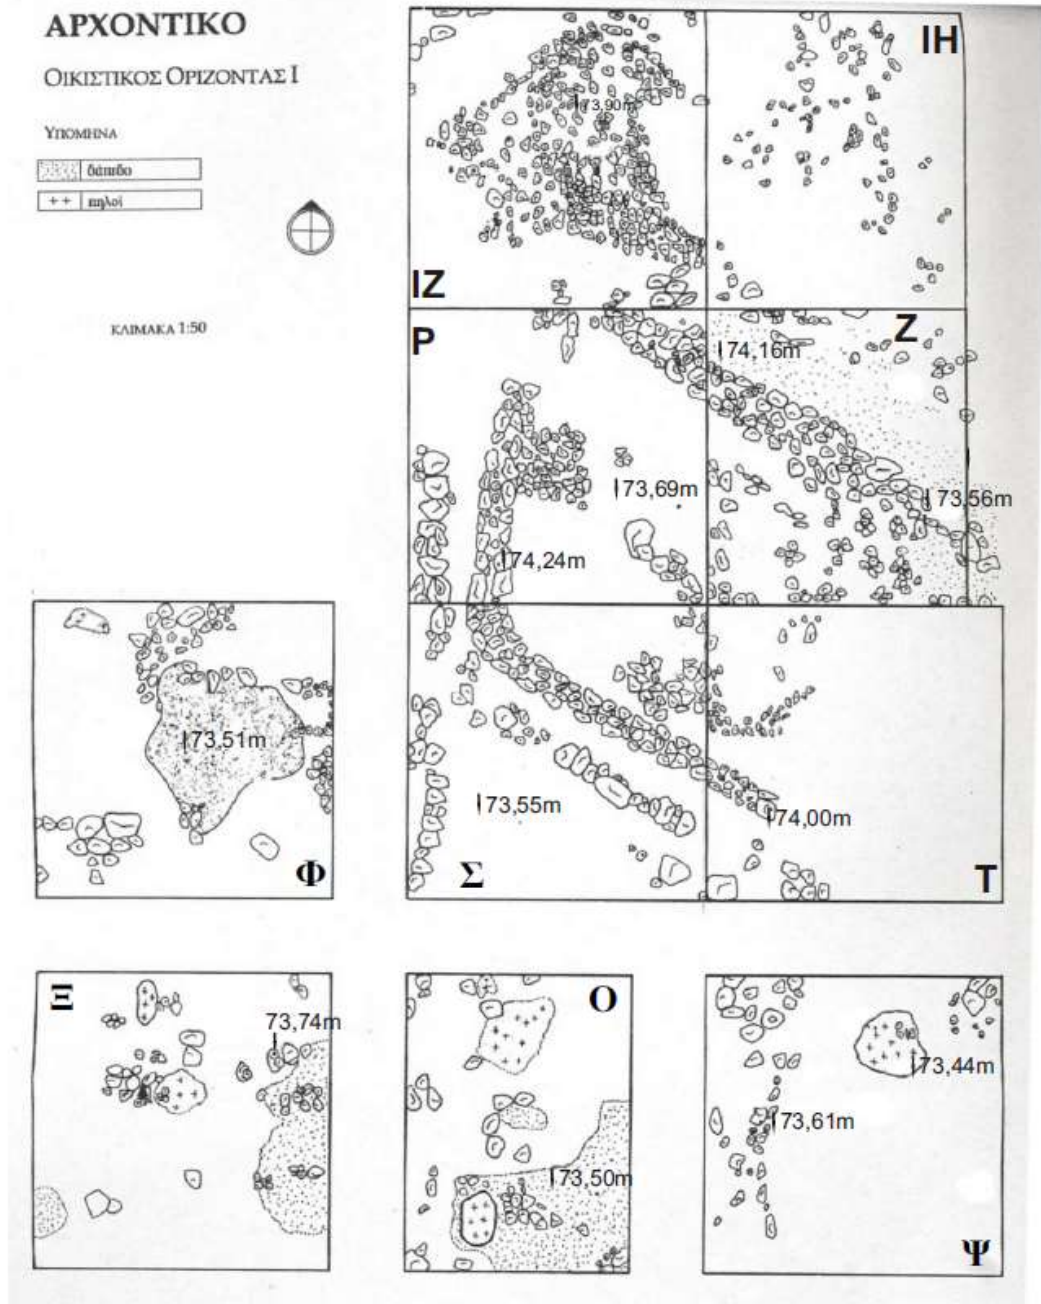 ΑΡΧΟΝΤΙΚΟ
ΟΙΚΙΣΤΙΚΟΣ ΟΡΙΖΟΝΤΑΣ Ι
ΥΠΟΜΗΝΑ
δάπεδο
++ πηλοί
ΚΛΙΜΑΚΑ 1:50
ΙΗ
73,90m
ΙΖ
Ρ
Ζ
74,16m
73,69m
73,56m
74,24m
73,51m
73,55m
74,00m
Φ
Σ
Τ
Ξ
Ο
73,74m
73,44m
73,61m
73,50m
Ψ